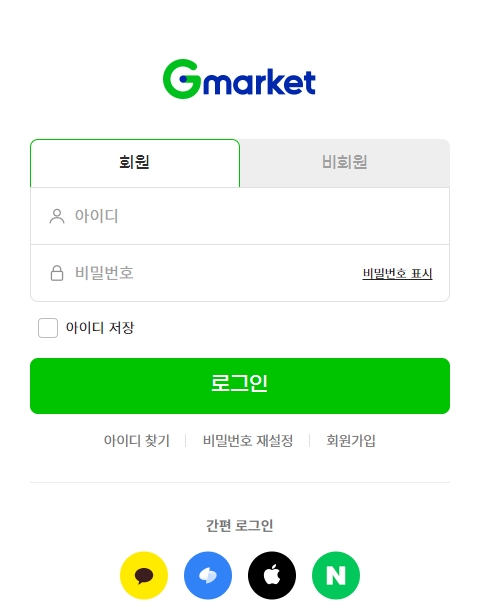 Gmarket
회원 비회원
아이디
비밀번호 비밀번호 표시
아이디 저장
로그인
아이디 찾기 비밀번호 재설정 회원가입
간편 로그인
N